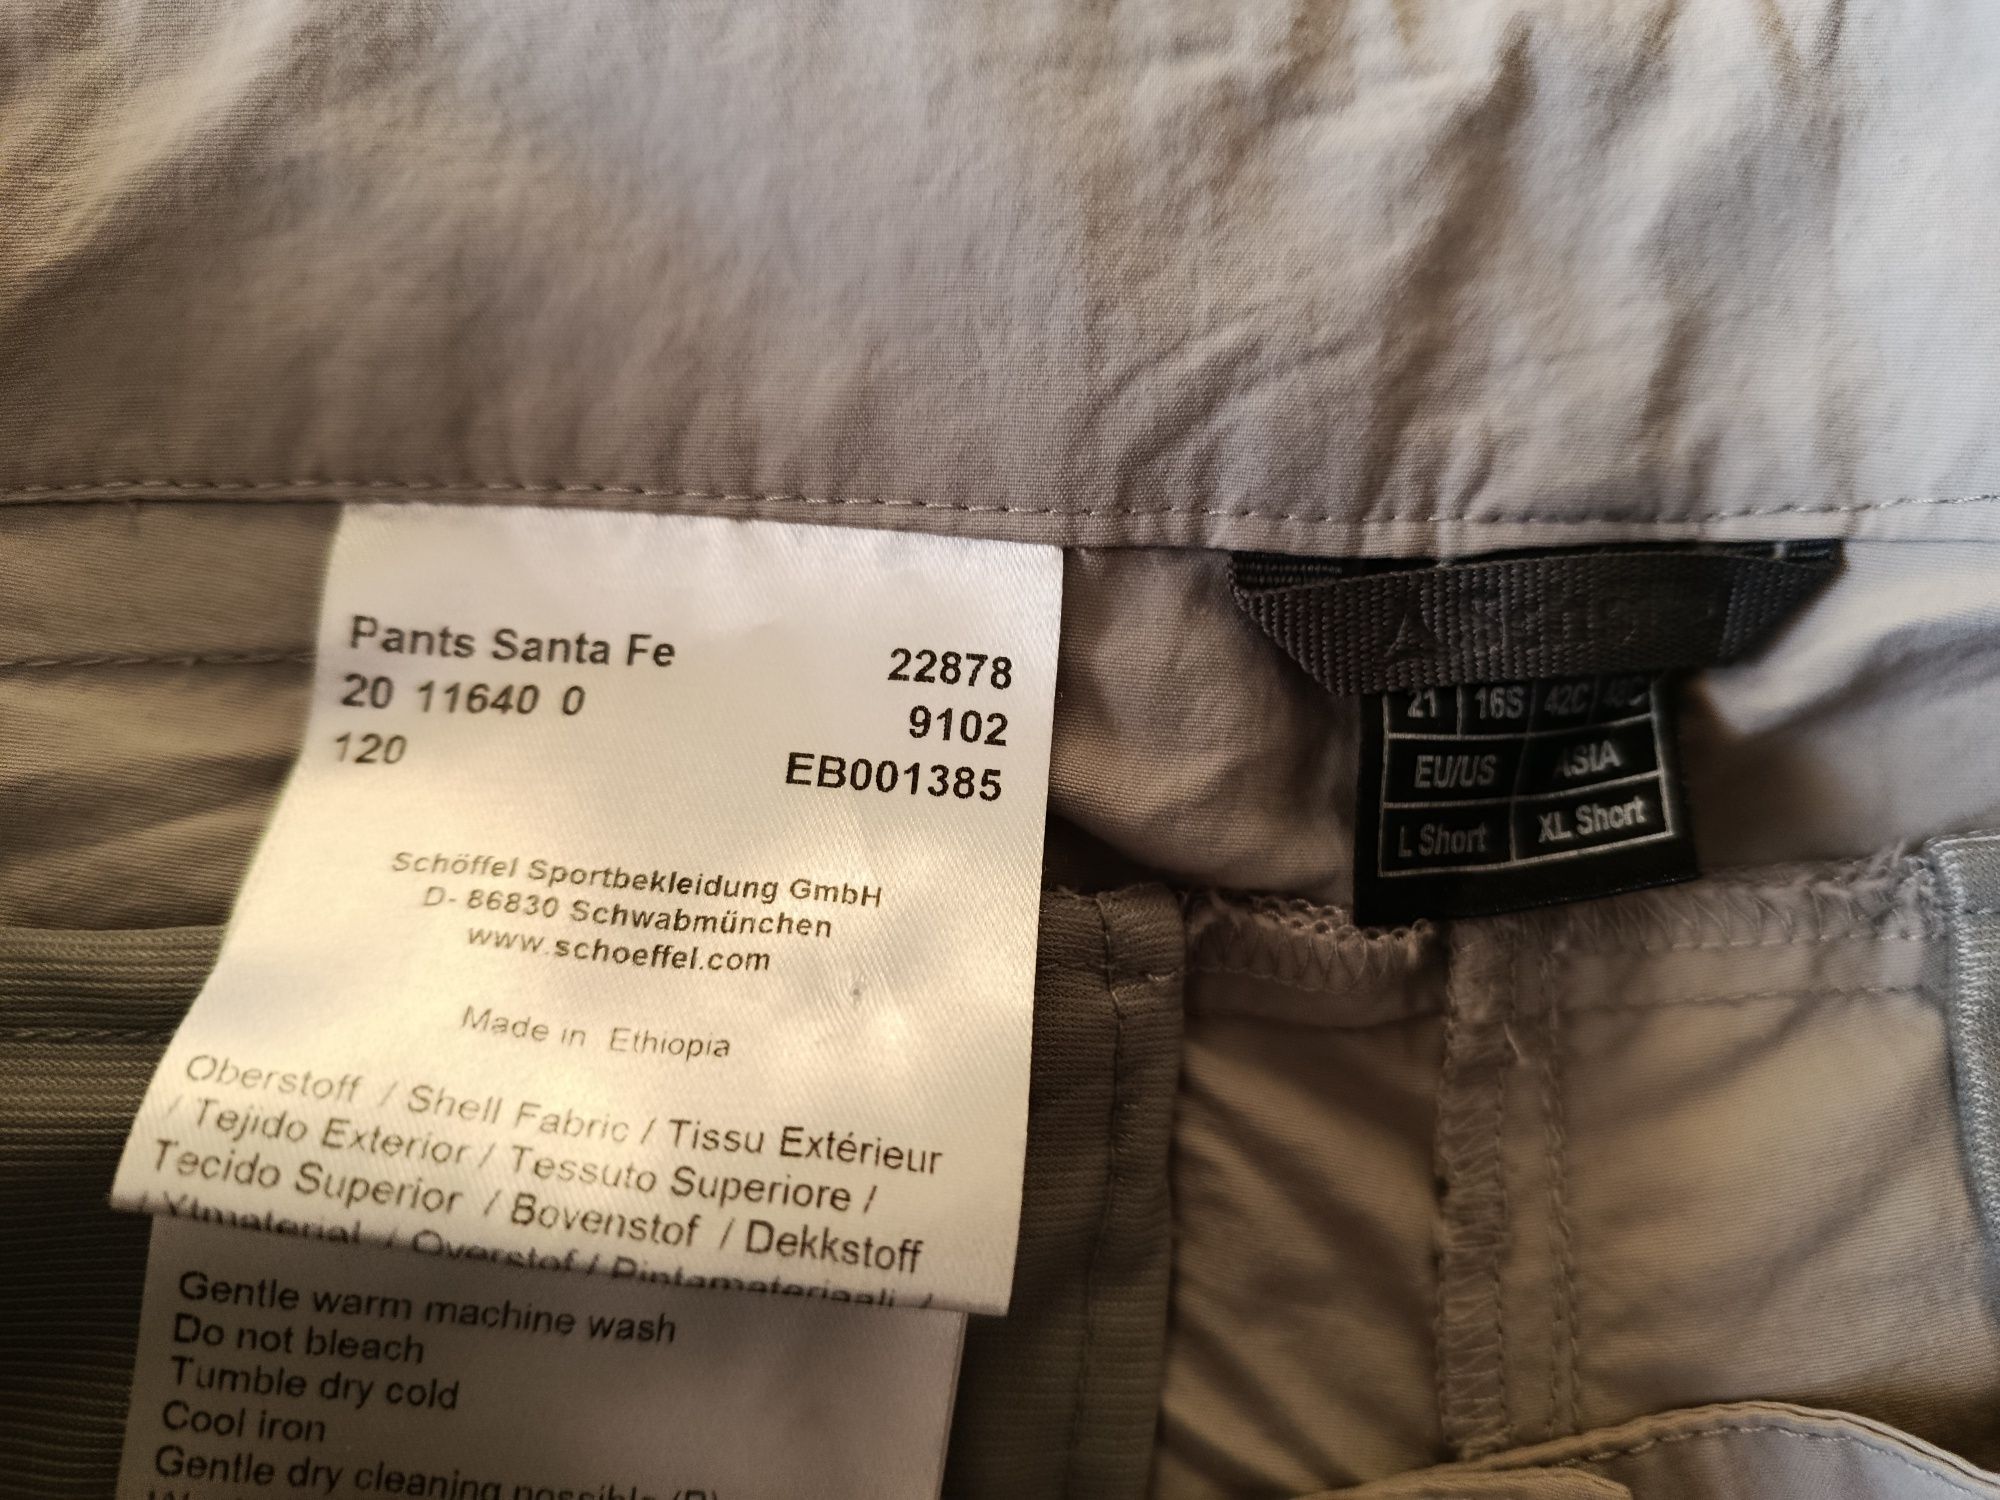 Pants Santa Fe 22878
20 11640 0 9102
120 EB001385
Schöffel Sportbekleidung GmbH
D- 86830 Schwabmünchen
www.schoeffel.com
Made in Ethiopia
Oberstoff / Shell Fabric / Tissu Extérieur
/ Tejido Exterior / Tessuto Superiore /
Tecido Superior / Bovenstof / Dekkstoff
/ Ytmaterial / Overstof / Pintamateriaali /
Gentle warm machine wash
Do not bleach
Tumble dry cold
Cool iron
Gentle dry cleaning possible (P)
21 16S 42C
EU/US ASIA
L Short XL Short